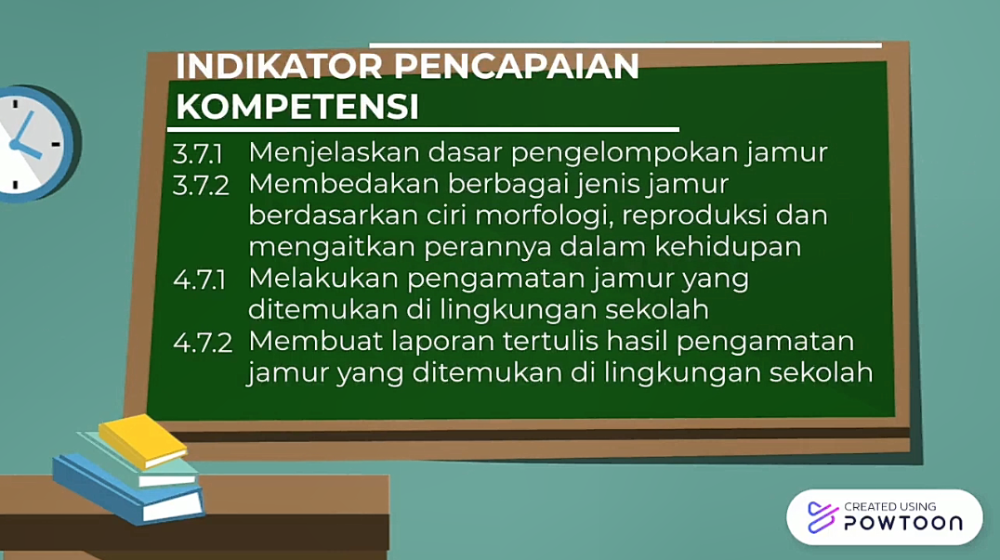 INDIKATOR PENCAPAIAN
KOMPETENSI
3.7.1 Menjelaskan dasar pengelompokan jamur
3.7.2 Membedakan berbagai jenis jamur
berdasarkan ciri morfologi, reproduksi dan
mengaitkan perannya dalam kehidupan
4.7.1 Melakukan pengamatan jamur yang
ditemukan di lingkungan sekolah
4.7.2 Membuat laporan tertulis hasil pengamatan
jamur yang ditemukan di lingkungan sekolah
CREATED USING
POWTOON